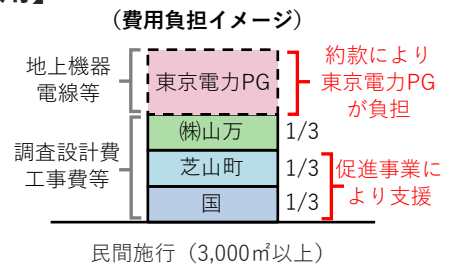 （費用負担イメージ）
地上機器
電線等
東京電力PG
約款により
東京電力PG
が負担
調査設計費
工事費等
㈱山万
1/3
芝山町
1/3
国
1/3
促進事業に
より支援
民間施行（3,000㎡以上）